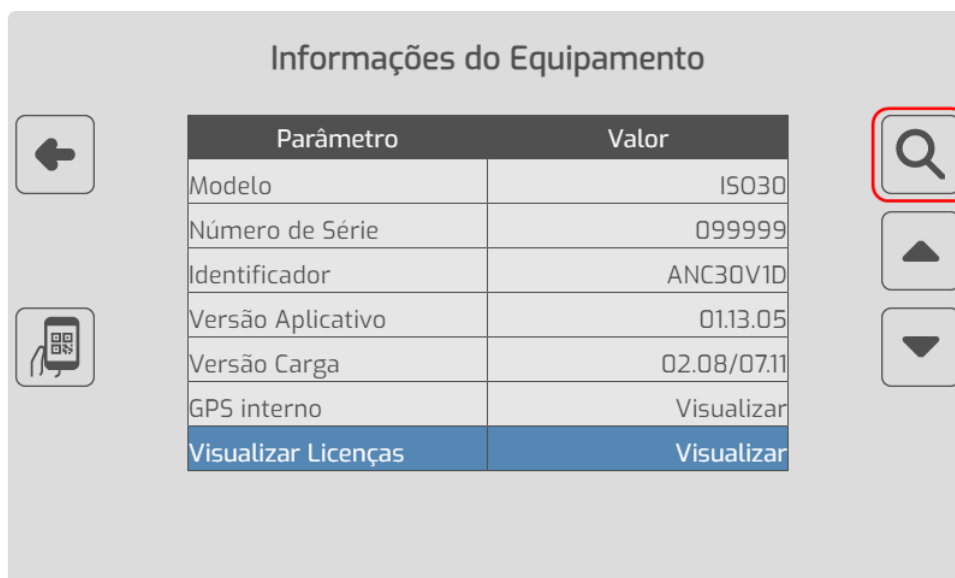 Informações do Equipamento
Parâmetro Valor
Modelo ISO30
Número de Série 099999
Identificador ANC30V1D
Versão Aplicativo 01.13.05
Versão Carga 02.08/07.11
GPS interno Visualizar
Visualizar Licenças Visualizar